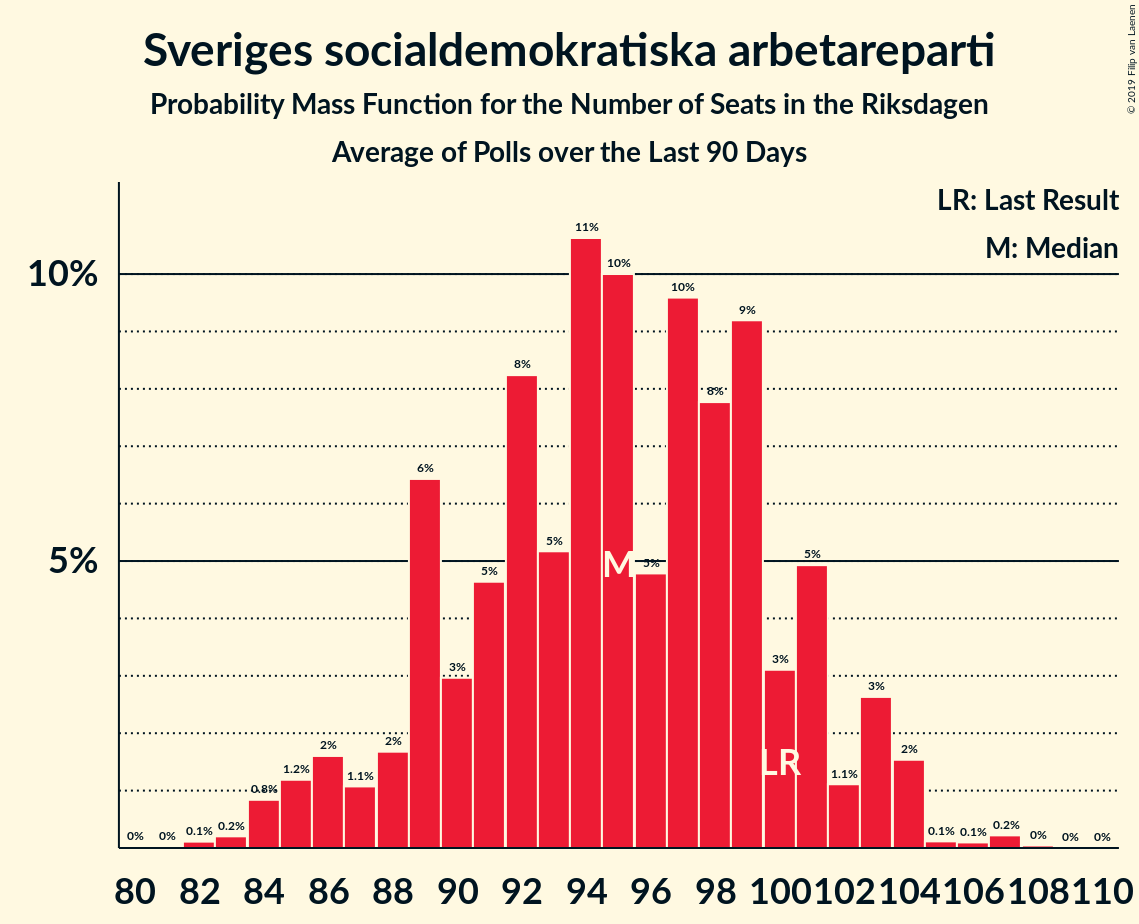 Sveriges socialdemokratiska arbetareparti
Probability Mass Function for the Number of Seats in the Riksdagen
Average of Polls over the Last 90 Days
© 2019 Filip van Laenen
LR: Last Result
M: Median
10%
5%
0% 0% 0.1% 0.2% 0.8% 1.2% 2% 1.1% 2% 6% 3% 5% 8% 5% 11% 10% 5% 10% 8% 9% 3% 5% 1.1% 3% 2% 0.1% 0.1% 0.2% 0% 0% 0%
M
LR
80 82 84 86 88 90 92 94 96 98 100 102 104 106 108 110